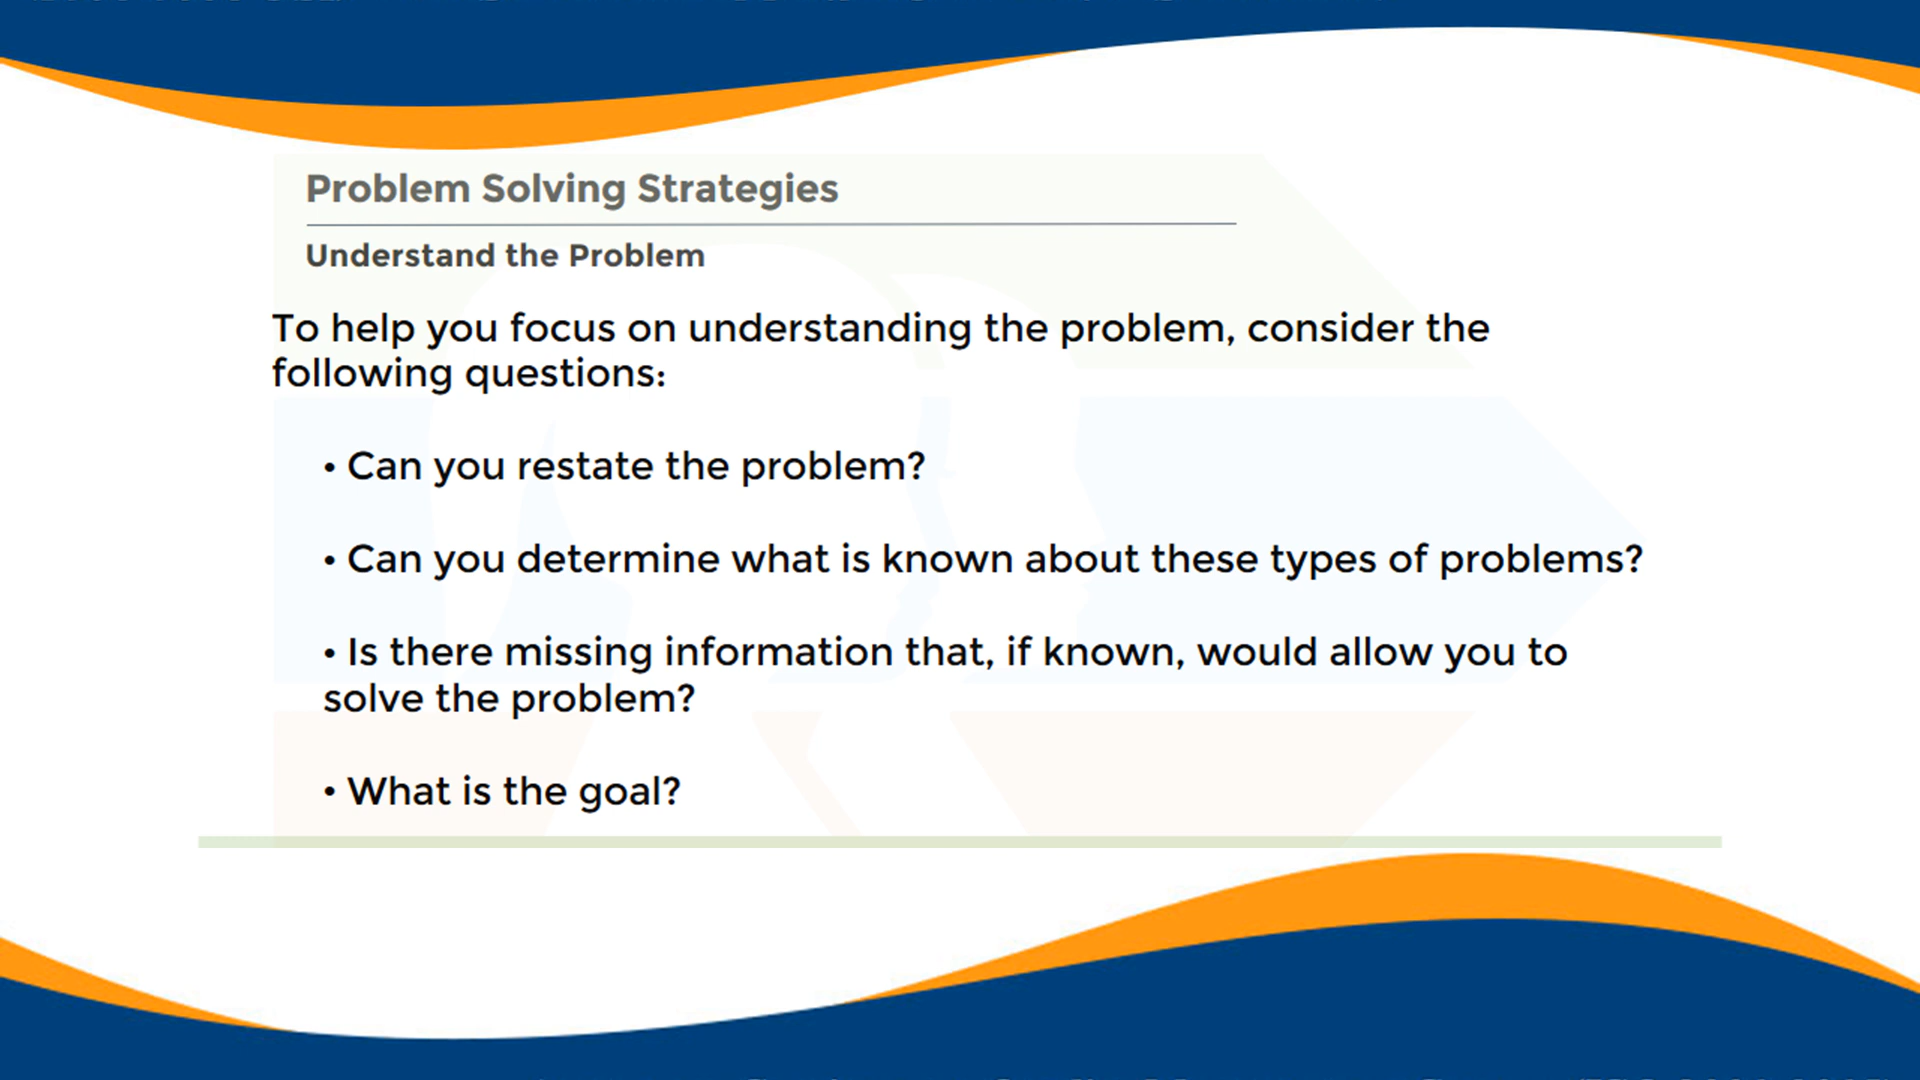 Problem Solving Strategies
Understand the Problem
To help you focus on understanding the problem, consider the
following questions:
• Can you restate the problem?
• Can you determine what is known about these types of problems?
• Is there missing information that, if known, would allow you to
solve the problem?
• What is the goal?